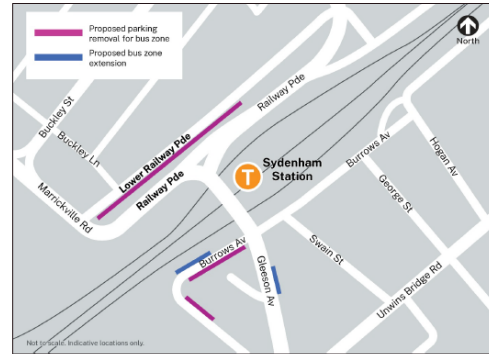 Proposed parking
removal for bus zone
Proposed bus zone
extension
North
Buckley St
Buckley Ln
Marrickville Rd
Lower Railway Pde
Railway Pde
Railway Pde
T
Sydenham
Station
Burrows Av
Hogan Av
George St
Burrows Av
Swain St
Gleeson Av
Unwins Bridge Rd
Not to scale. Indicative locations only.